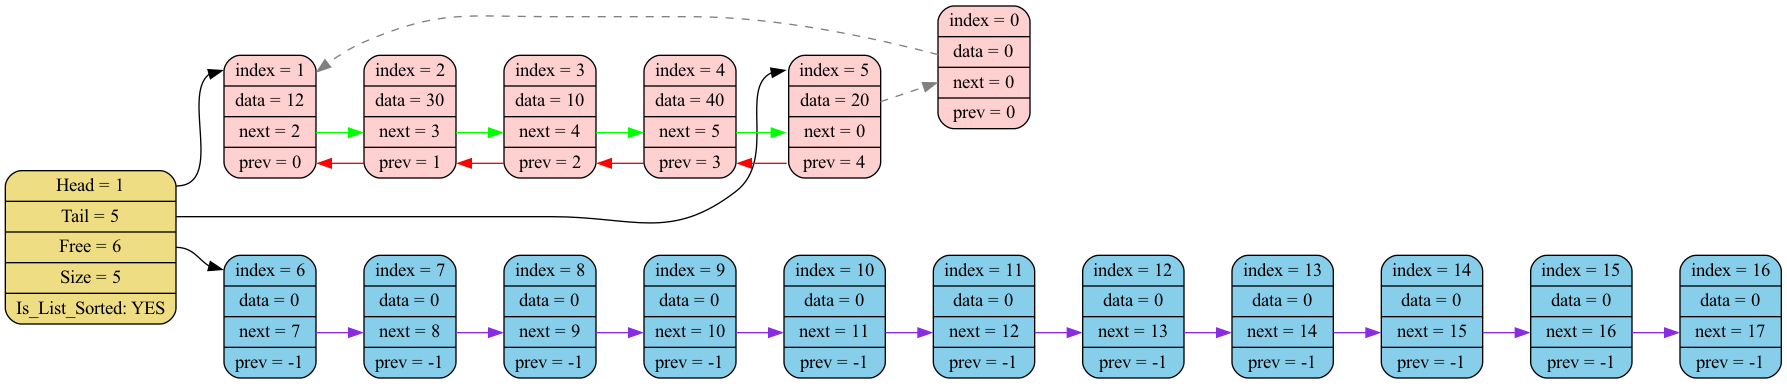 index = 0
data = 0
next = 0
prev = 0
index = 1
data = 12
next = 2
prev = 0
index = 2
data = 30
next = 3
prev = 1
index = 3
data = 10
next = 4
prev = 2
index = 4
data = 40
next = 5
prev = 3
index = 5
data = 20
next = 0
prev = 4
Head = 1
Tail = 5
Free = 6
Size = 5
Is_List_Sorted: YES
index = 6
data = 0
next = 7
prev = -1
index = 7
data = 0
next = 8
prev = -1
index = 8
data = 0
next = 9
prev = -1
index = 9
data = 0
next = 10
prev = -1
index = 10
data = 0
next = 11
prev = -1
index = 11
data = 0
next = 12
prev = -1
index = 12
data = 0
next = 13
prev = -1
index = 13
data = 0
next = 14
prev = -1
index = 14
data = 0
next = 15
prev = -1
index = 15
data = 0
next = 16
prev = -1
index = 16
data = 0
next = 17
prev = -1